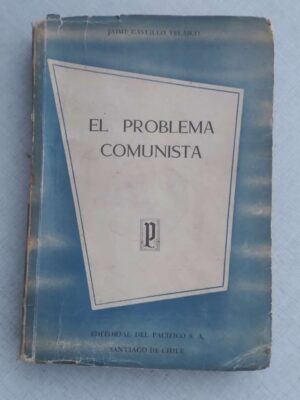 JAIME CASTILLO VELASCO
EL PROBLEMA
COMUNISTA
P
EDITORIAL DEL PACIFICO S. A.
SANTIAGO DE CHILE